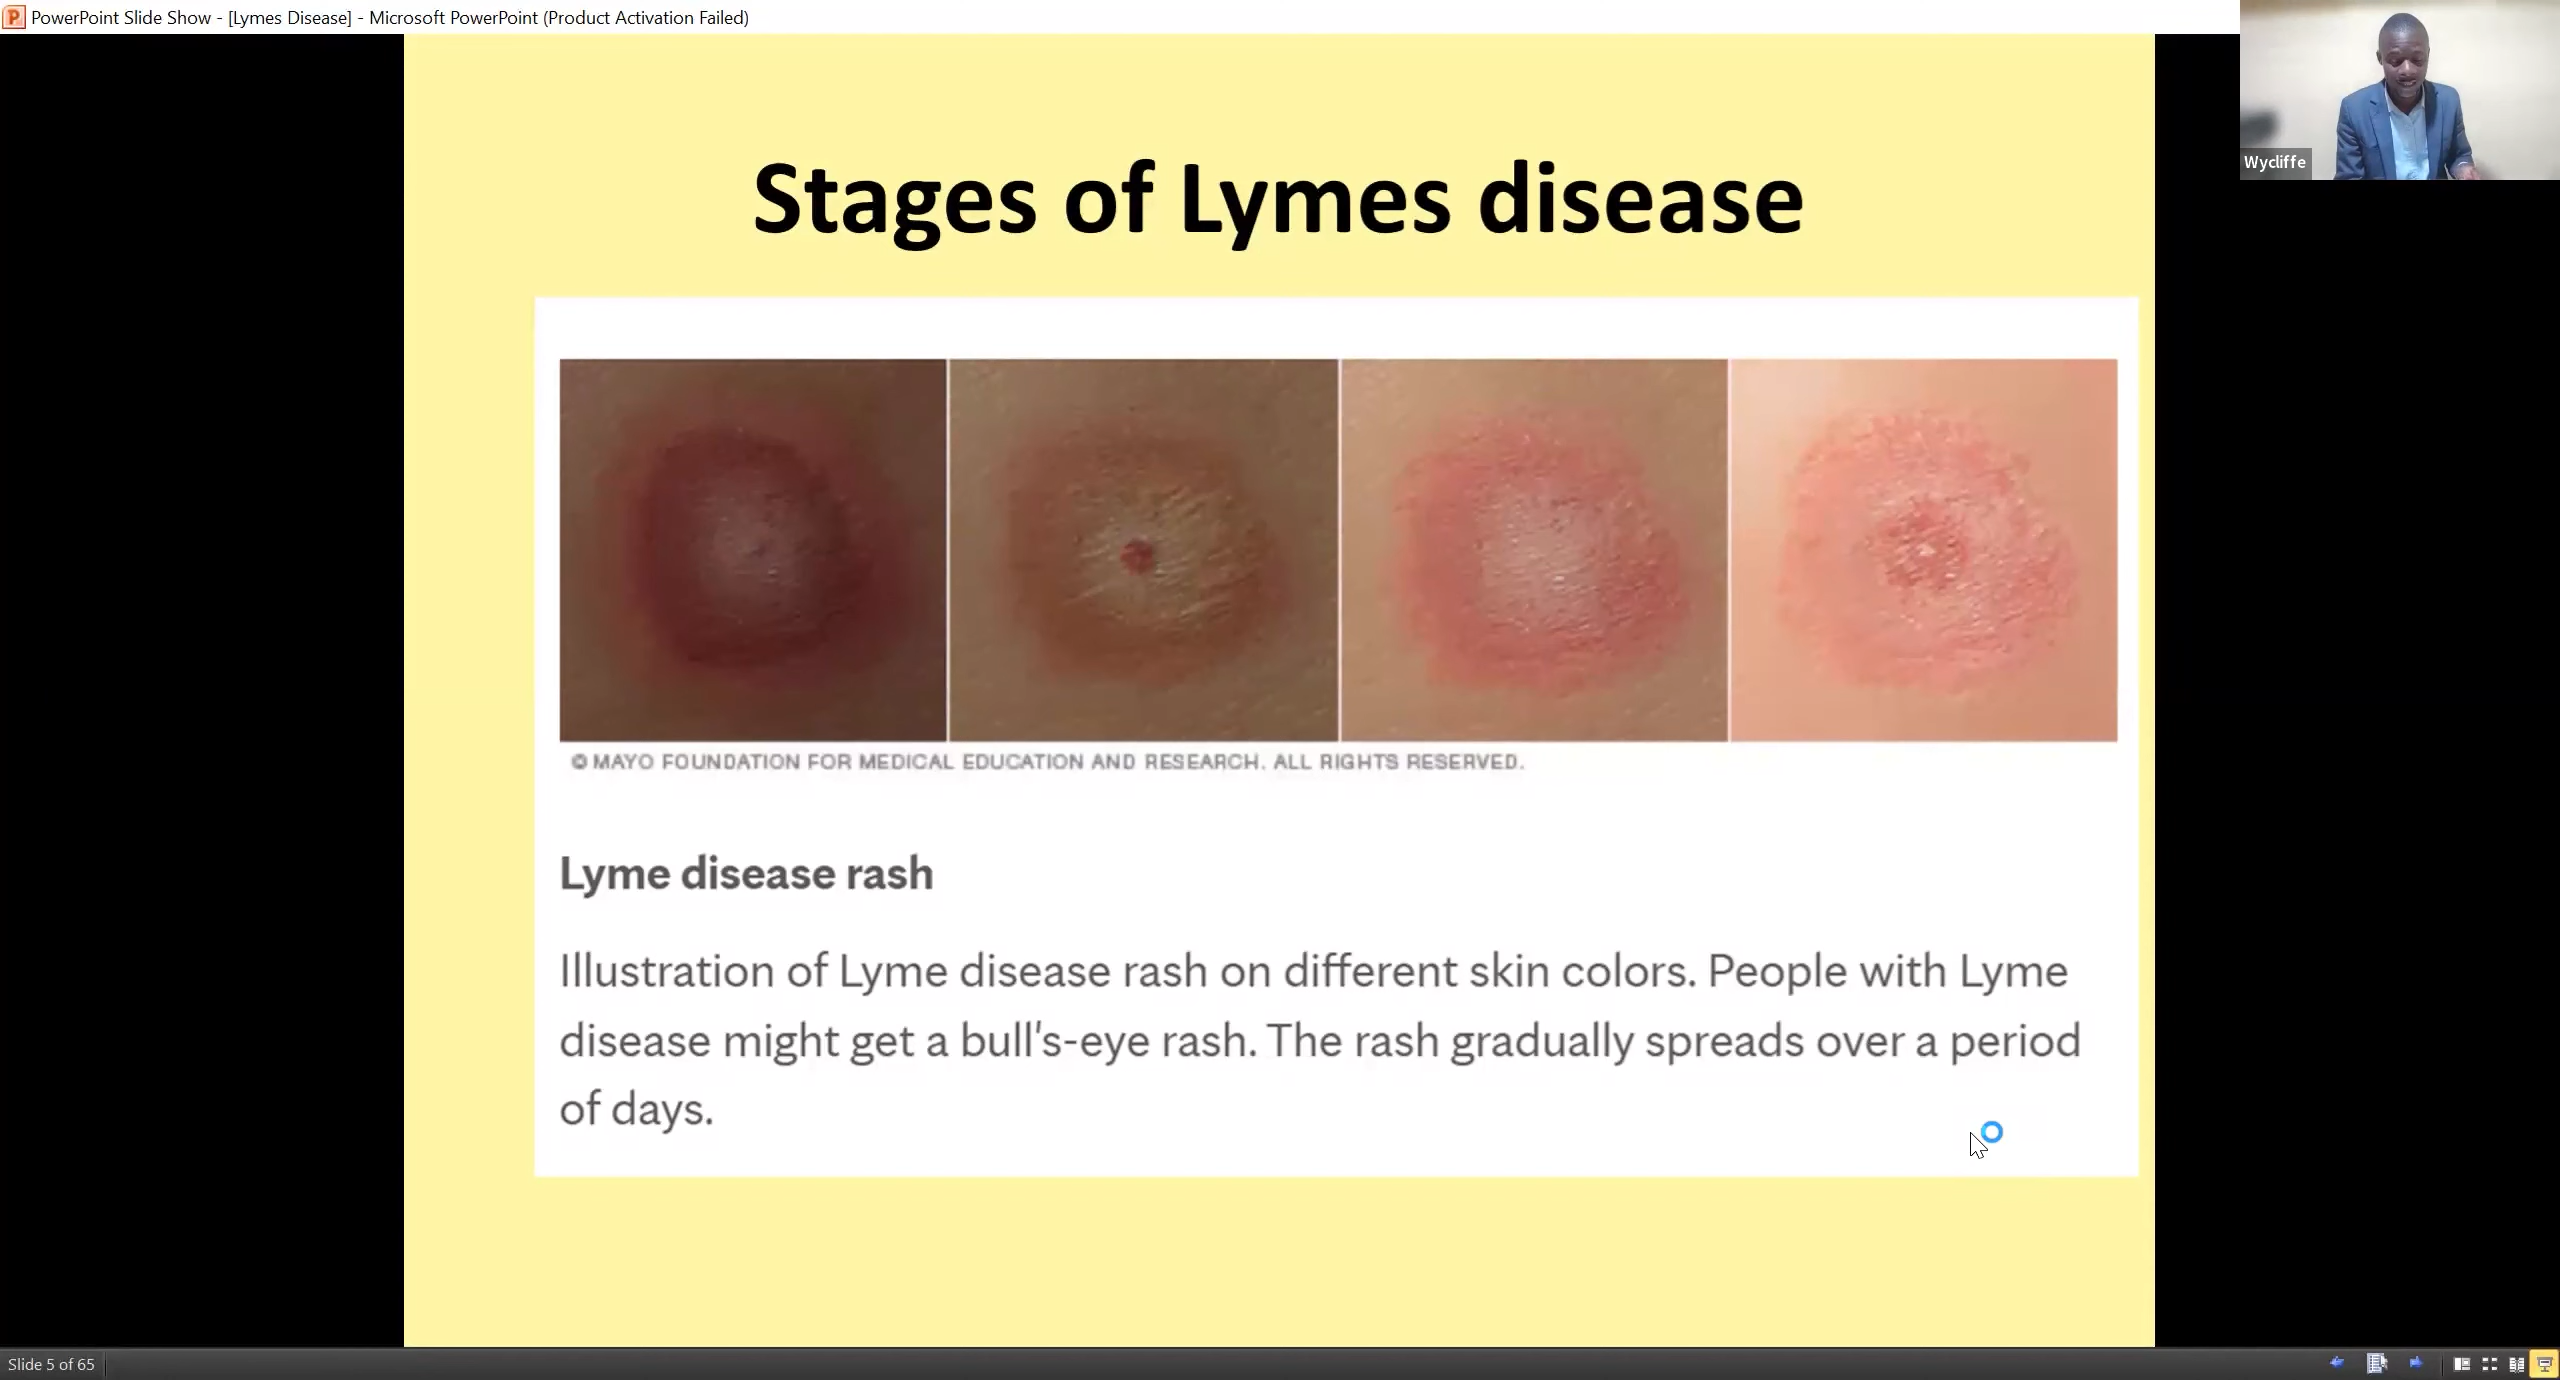 PowerPoint Slide Show - [Lymes Disease] - Microsoft PowerPoint (Product Activation Failed)
Wycliffe
Stages of Lymes disease
© MAYO FOUNDATION FOR MEDICAL EDUCATION AND RESEARCH. ALL RIGHTS RESERVED.
Lyme disease rash
Illustration of Lyme disease rash on different skin colors. People with Lyme
disease might get a bull's-eye rash. The rash gradually spreads over a period
of days.
Slide 5 of 65